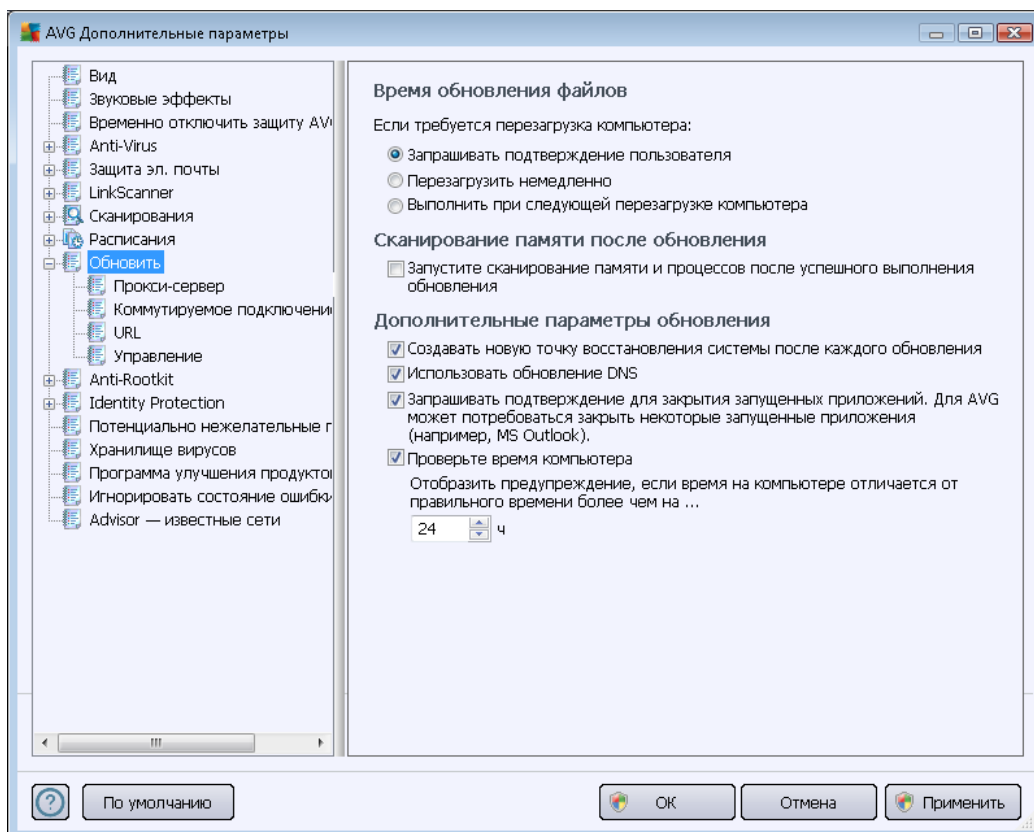 AVG Дополнительные параметры
Вид
Звуковые эффекты
Временно отключить защиту
Anti-Virus
Защита эл. почты
LinkScanner
Сканирования
Расписания
Обновить
Прокси-сервер
Коммутируемое подключени
URL
Управление
Anti-Rootkit
Identity Protection
Потенциально нежелательные
Хранилище вирусов
Программа улучшения
Игнорировать состояние ошибки
Advisor — известные сети
Время обновления файлов
Если требуется перезагрузка компьютера:
Запрашивать подтверждение пользователя
Перезагрузить немедленно
Выполнить при следующей перезагрузке компьютера
Сканирование памяти после обновления
Запустите сканирование памяти и процессов после успешного выполнения
обновления
Дополнительные параметры обновления
Создавать новую точку восстановления системы после каждого обновления
Использовать обновление DNS
Запрашивать подтверждение для закрытия запущенных приложений. Для AVG
может потребоваться закрыть некоторые запущенные приложения
(например, MS Outlook).
Проверьте время компьютера
Отобразить предупреждение, если время на компьютере отличается от
правильного времени более чем на ...
24 ч
По умолчанию
ОК
Отмена
Применить